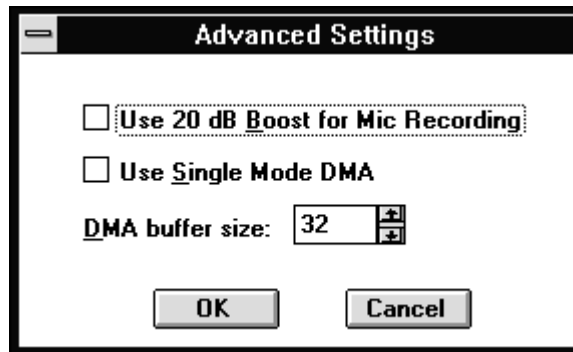 Advanced Settings
Use 20 dB Boost for Mic Recording
Use Single Mode DMA
DMA buffer size: 32
OK Cancel